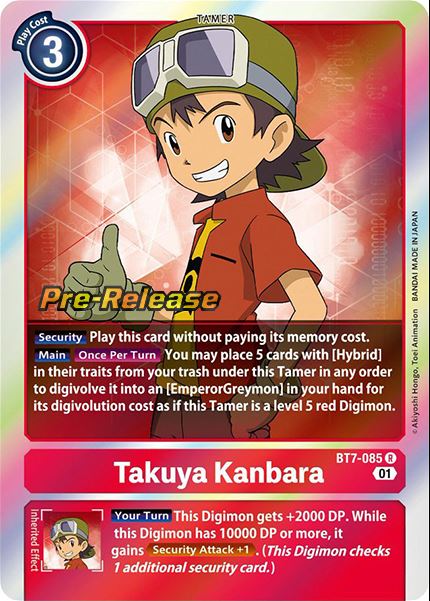 TAMER
Play Cost
3
Pre-Release
Security Play this card without paying its memory cost.
Main Once Per Turn You may place 5 cards with [Hybrid]
in their traits from your trash under this Tamer in any order
to digivolve it into an [EmperorGreymon] in your hand for
its digivolution cost as if this Tamer is a level 5 red Digimon.
©Akiyoshi Hongo, Toei Animation BANDAI MADE IN JAPAN
BT7-085 R
Takuya Kanbara
01
Inherited Effect
Your Turn This Digimon gets +2000 DP. While
this Digimon has 10000 DP or more, it
gains Security Attack +1. (This Digimon checks
1 additional security card.)